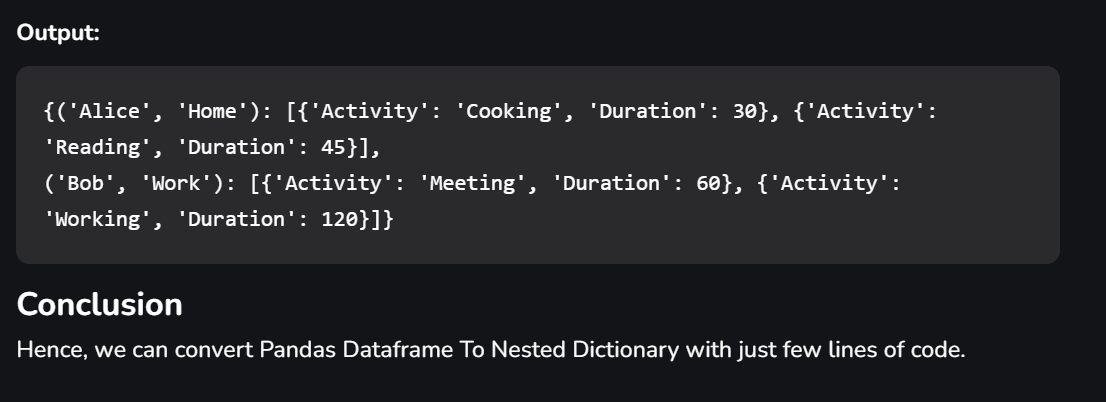 Output:
{('Alice', 'Home'): [{'Activity': 'Cooking', 'Duration': 30}, {'Activity':
'Reading', 'Duration': 45}],
('Bob', 'Work'): [{'Activity': 'Meeting', 'Duration': 60}, {'Activity':
'Working', 'Duration': 120}]}
Conclusion
Hence, we can convert Pandas Dataframe To Nested Dictionary with just few lines of code.